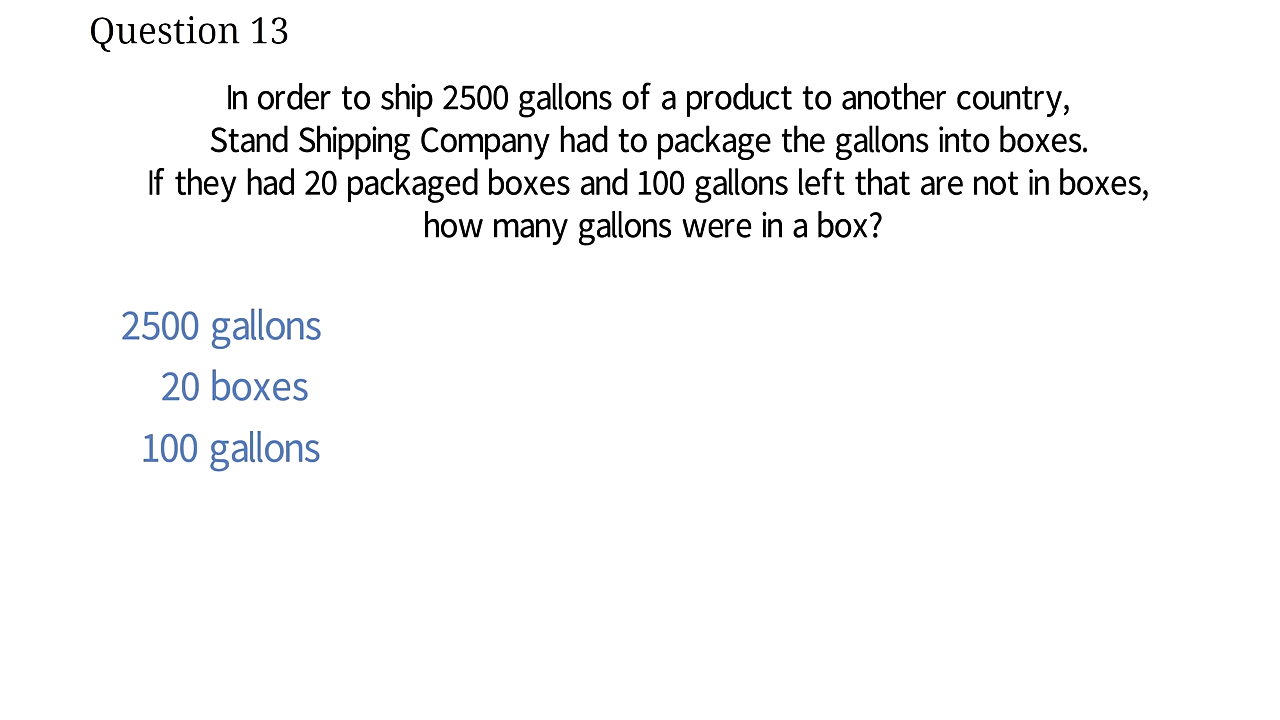 Question 13
In order to ship 2500 gallons of a product to another country,
Stand Shipping Company had to package the gallons into boxes.
If they had 20 packaged boxes and 100 gallons left that are not in boxes,
how many gallons were in a box?
2500 gallons
20 boxes
100 gallons